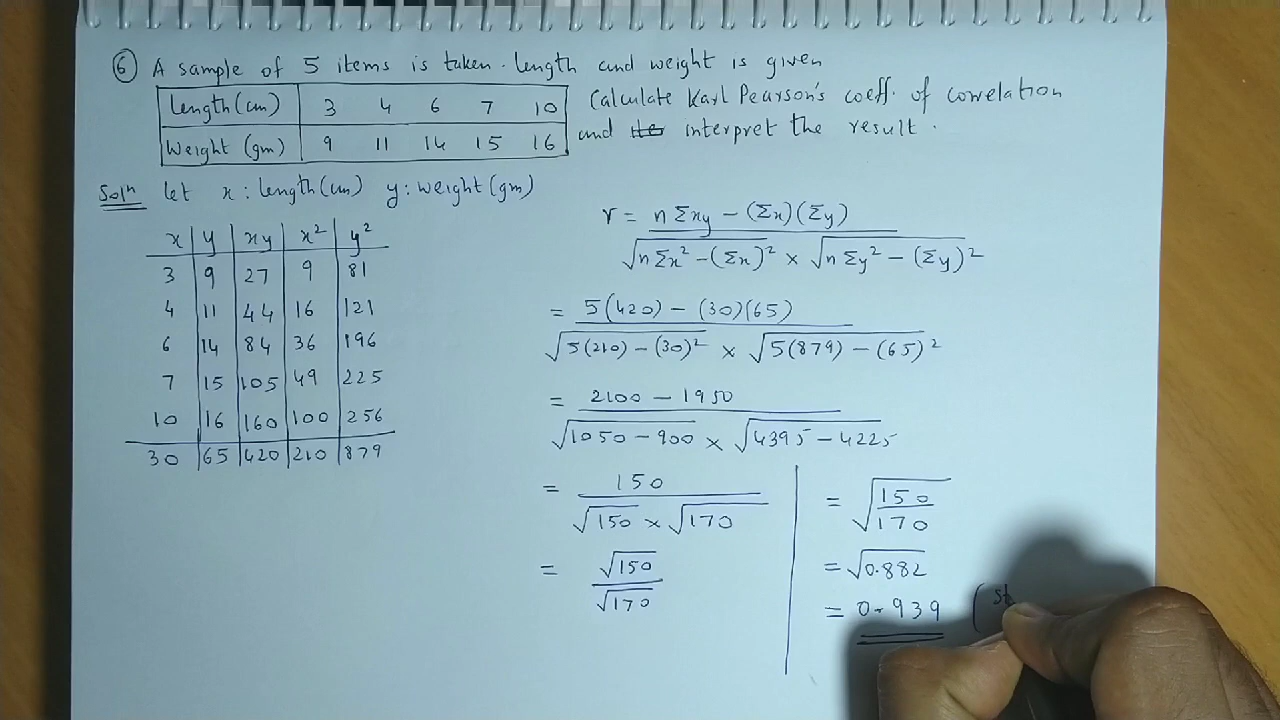 ⑥ A sample of 5 items is taken. length and weight is given
Length(cm) 3 4 6 7 10
Weight (gm) 9 11 14 15 16
Calculate Karl Pearson's coeff. of correlation
and interpret the result.
Solⁿ let x : length(cm) y : weight(gm)
x y xy x² y²
3 9 27 9 81
4 11 44 16 121
6 14 84 36 196
7 15 105 49 225
10 16 160 100 256
30 65 420 210 879
r = n Σxy − (Σx)(Σy)
√n Σx² − (Σx)² × √n Σy² − (Σy)²
= 5(420) − (30)(65)
√5(210) − (30)² × √5(879) − (65)²
= 2100 − 1950
√1050 − 900 × √4395 − 4225
= 150
√150 × √170
= √150
√170
= √150
170
= √0.882
= 0.939 (st